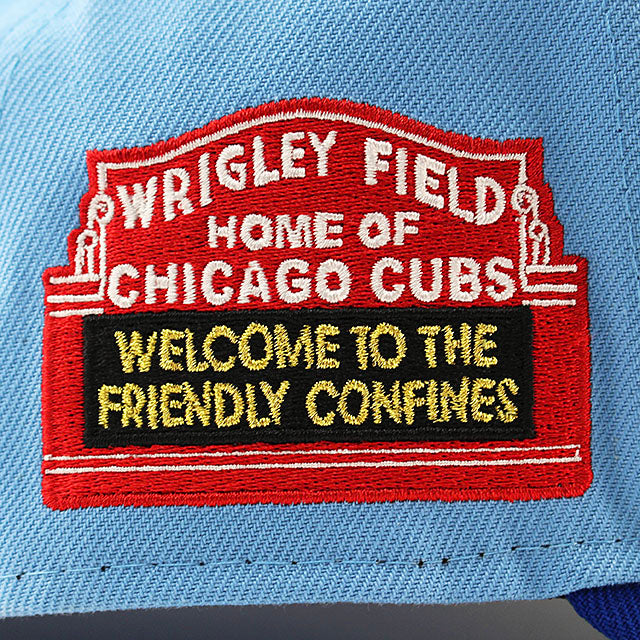 WRIGLEY FIELD
HOME OF
CHICAGO CUBS
WELCOME TO THE
FRIENDLY CONFINES